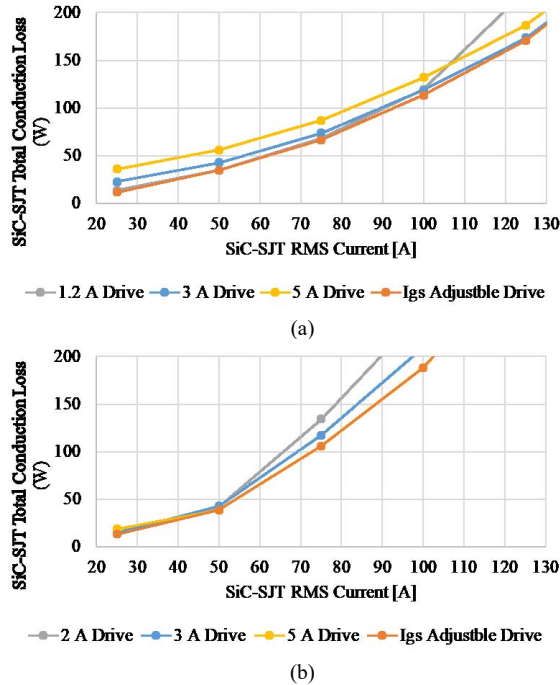 SiC-SJT Total Conduction Loss
(W)
200
150
100
50
0
20 30 40 50 60 70 80 90 100 110 120 130
SiC-SJT RMS Current [A]
1.2 A Drive 3 A Drive 5 A Drive Igs Adjustble Drive
(a)
SiC-SJT Total Conduction Loss
(W)
200
150
100
50
0
20 30 40 50 60 70 80 90 100 110 120 130
SiC-SJT RMS Current [A]
2 A Drive 3 A Drive 5 A Drive Igs Adjustble Drive
(b)